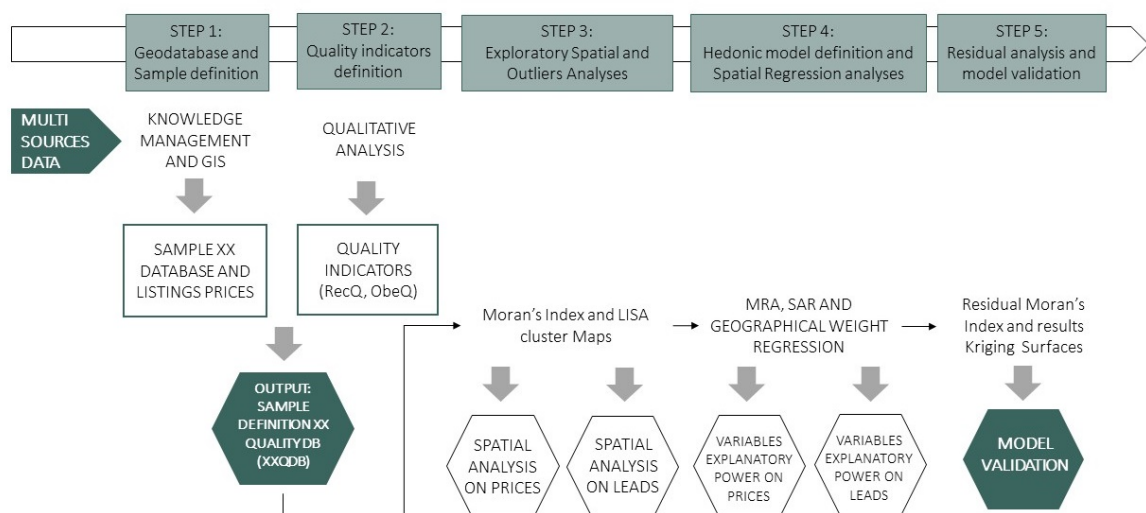 STEP 1:
Geodatabase and
Sample definition
STEP 2:
Quality indicators
definition
STEP 3:
Exploratory Spatial and
Outliers Analyses
STEP 4:
Hedonic model definition and
Spatial Regression analyses
STEP 5:
Residual analysis and
model validation
MULTI
SOURCES
DATA
KNOWLEDGE
MANAGEMENT
AND GIS
QUALITATIVE
ANALYSIS
SAMPLE XX
DATABASE AND
LISTINGS PRICES
QUALITY
INDICATORS
(RecQ, ObeQ)
Moran's Index and LISA
cluster Maps
MRA, SAR and
GEOGRAPHICAL WEIGHT
REGRESSION
Residual Moran's
Index and results
Kriging Surfaces
OUTPUT:
SAMPLE
DEFINITION XX
QUALITY DB
(XXQDB)
SPATIAL
ANALYSIS
ON PRICES
SPATIAL
ANALYSIS
ON LEADS
VARIABLES
EXPLANATORY
POWER ON
PRICES
VARIABLES
EXPLANATORY
POWER ON
LEADS
MODEL
VALIDATION